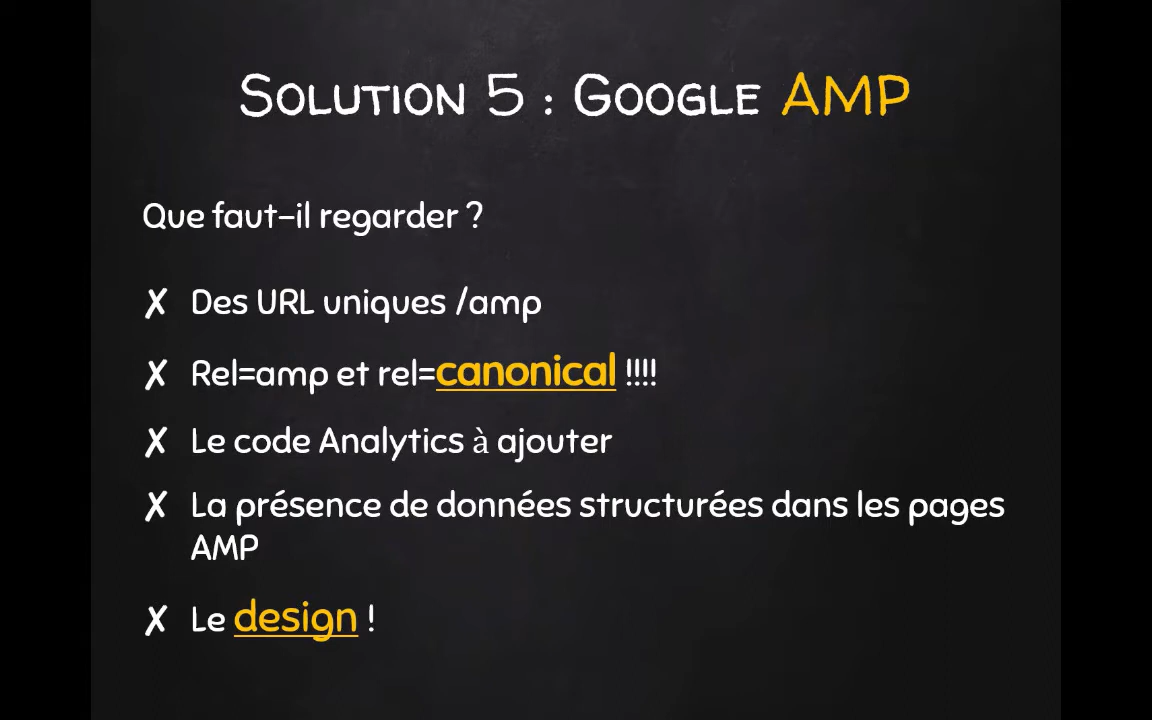 Solution 5 : Google AMP
Que faut-il regarder ?
✗ Des URL uniques /amp
✗ Rel=amp et rel=canonical !!!!
✗ Le code Analytics à ajouter
✗ La présence de données structurées dans les pages
AMP
✗ Le design !